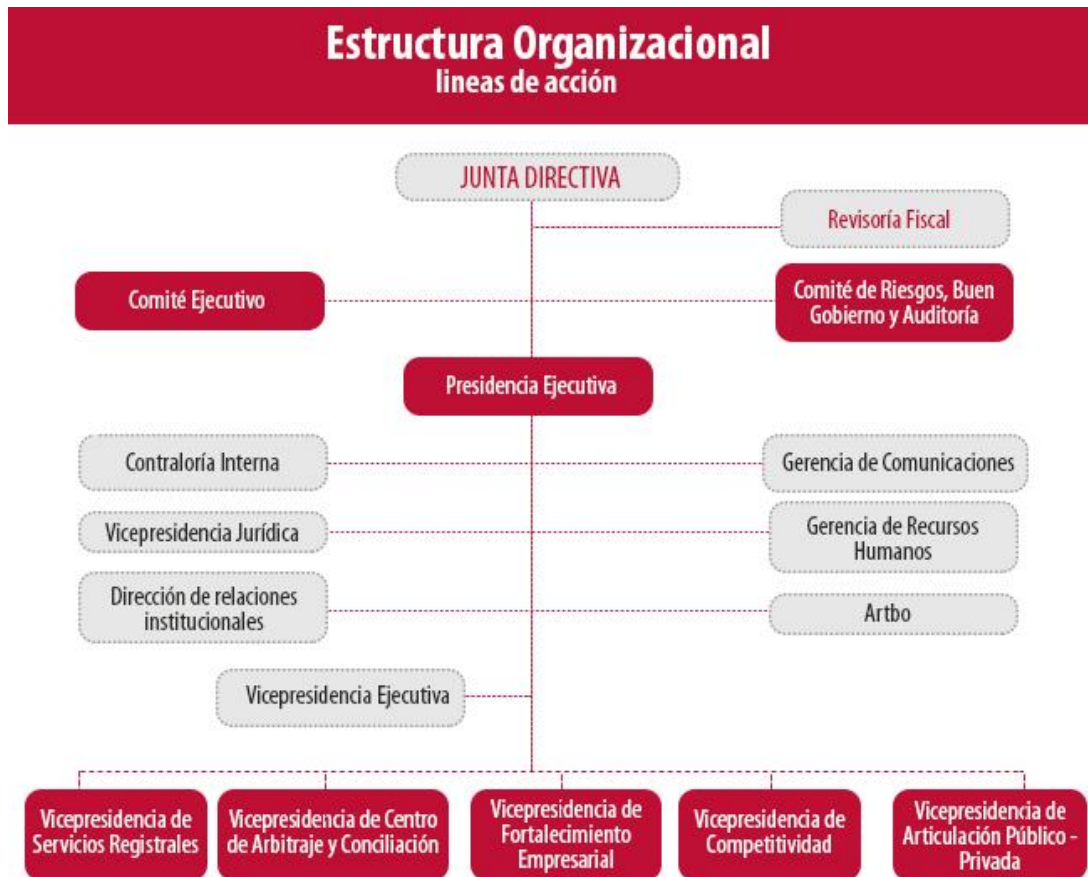 Estructura Organizacional
lineas de acción
JUNTA DIRECTIVA
Revisoría Fiscal
Comité Ejecutivo
Comité de Riesgos, Buen
Gobierno y Auditoría
Presidencia Ejecutiva
Contraloría Interna
Gerencia de Comunicaciones
Vicepresidencia Jurídica
Gerencia de Recursos
Humanos
Dirección de relaciones
institucionales
Artbo
Vicepresidencia Ejecutiva
Vicepresidencia de
Servicios Registrales
Vicepresidencia de Centro
de Arbitraje y Conciliación
Vicepresidencia de
Fortalecimiento
Empresarial
Vicepresidencia de
Competitividad
Vicepresidencia de
Articulación Público -
Privada